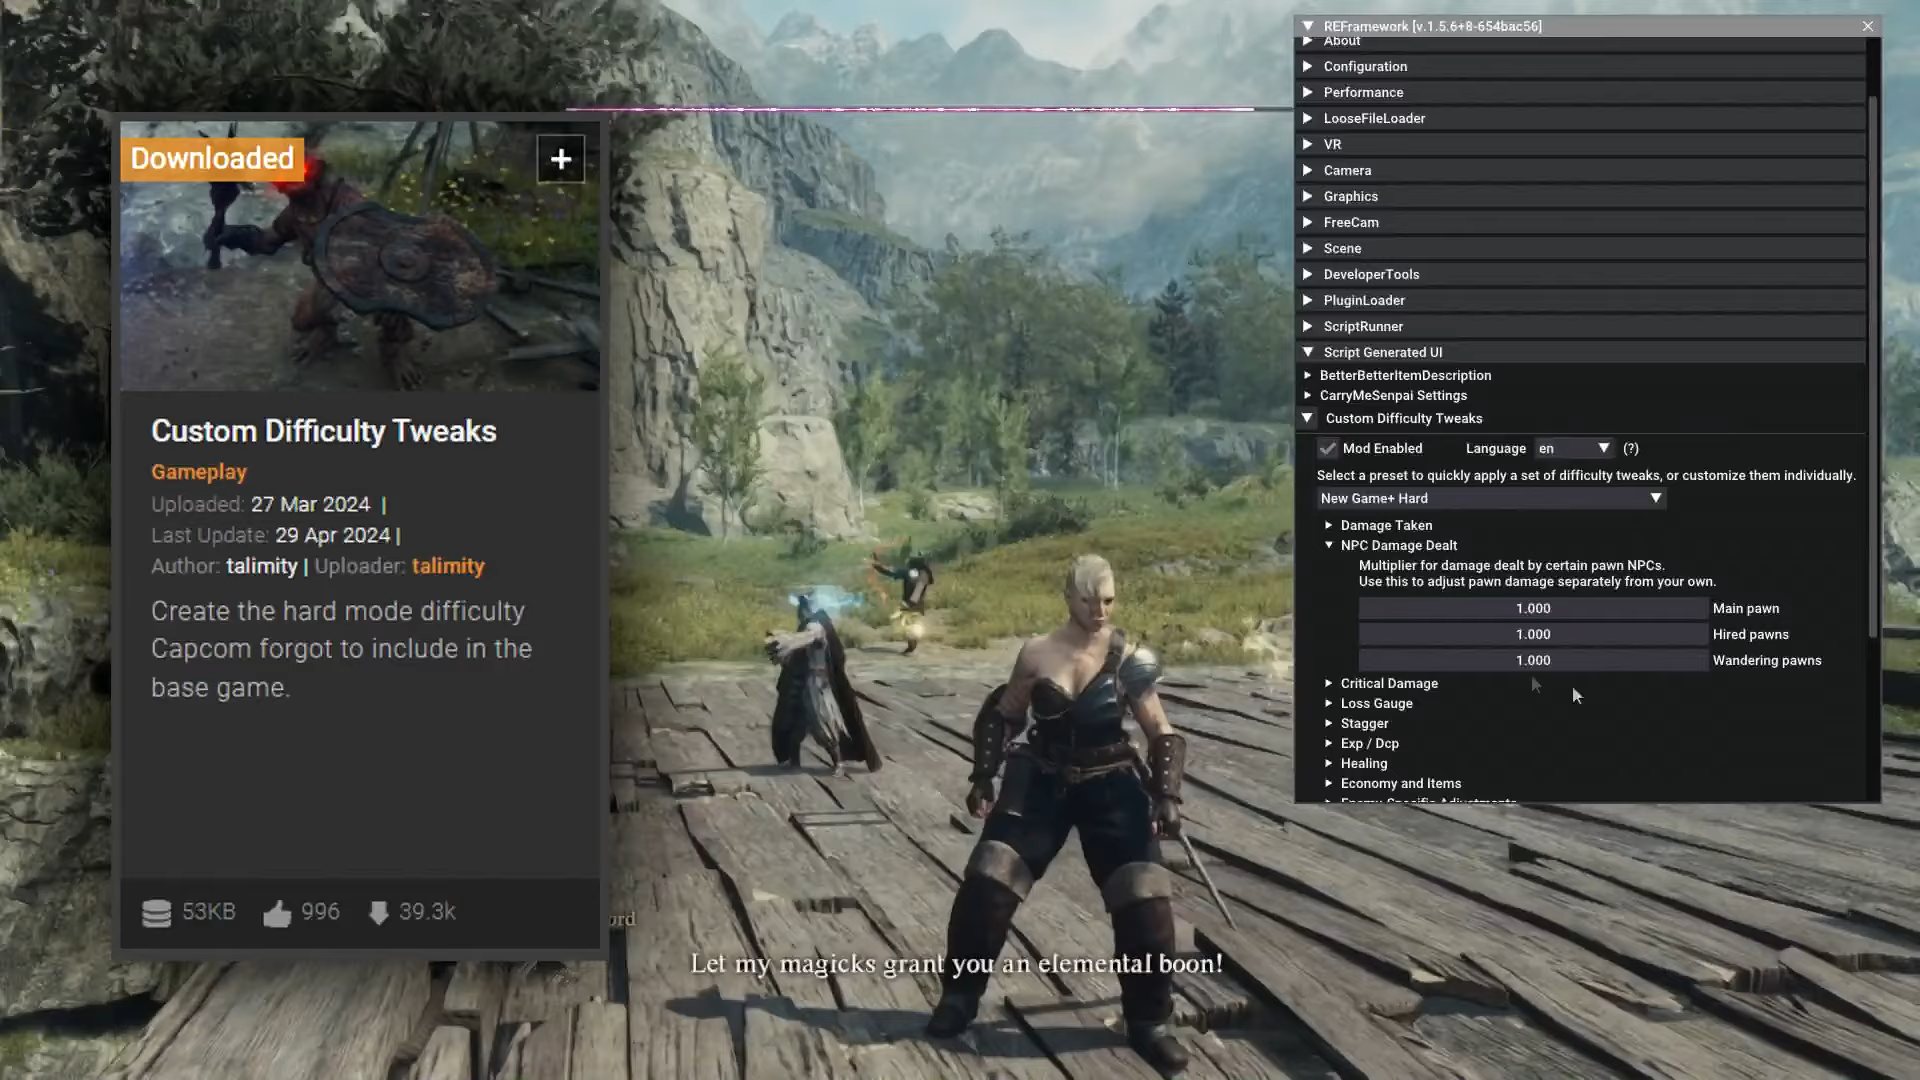 Downloaded
+
Custom Difficulty Tweaks
Gameplay
Uploaded: 27 Mar 2024 |
Last Update: 29 Apr 2024 |
Author: talimity | Uploader: talimity
Create the hard mode difficulty
Capcom forgot to include in the
base game.
53KB 996 39.3k
ord
Let my magicks grant you an elemental boon!
REFramework [v.1.5.6+8-654bac56]
About
Configuration
Performance
LooseFileLoader
VR
Camera
Graphics
FreeCam
Scene
DeveloperTools
PluginLoader
ScriptRunner
Script Generated UI
BetterBetterItemDescription
CarryMeSenpai Settings
Custom Difficulty Tweaks
Mod Enabled Language en (?)
Select a preset to quickly apply a set of difficulty tweaks, or customize them individually.
New Game+ Hard
Damage Taken
NPC Damage Dealt
Multiplier for damage dealt by certain pawn NPCs.
Use this to adjust pawn damage separately from your own.
1.000 Main pawn
1.000 Hired pawns
1.000 Wandering pawns
Critical Damage
Loss Gauge
Stagger
Exp / Dcp
Healing
Economy and Items
Enemy Specific Adjustments